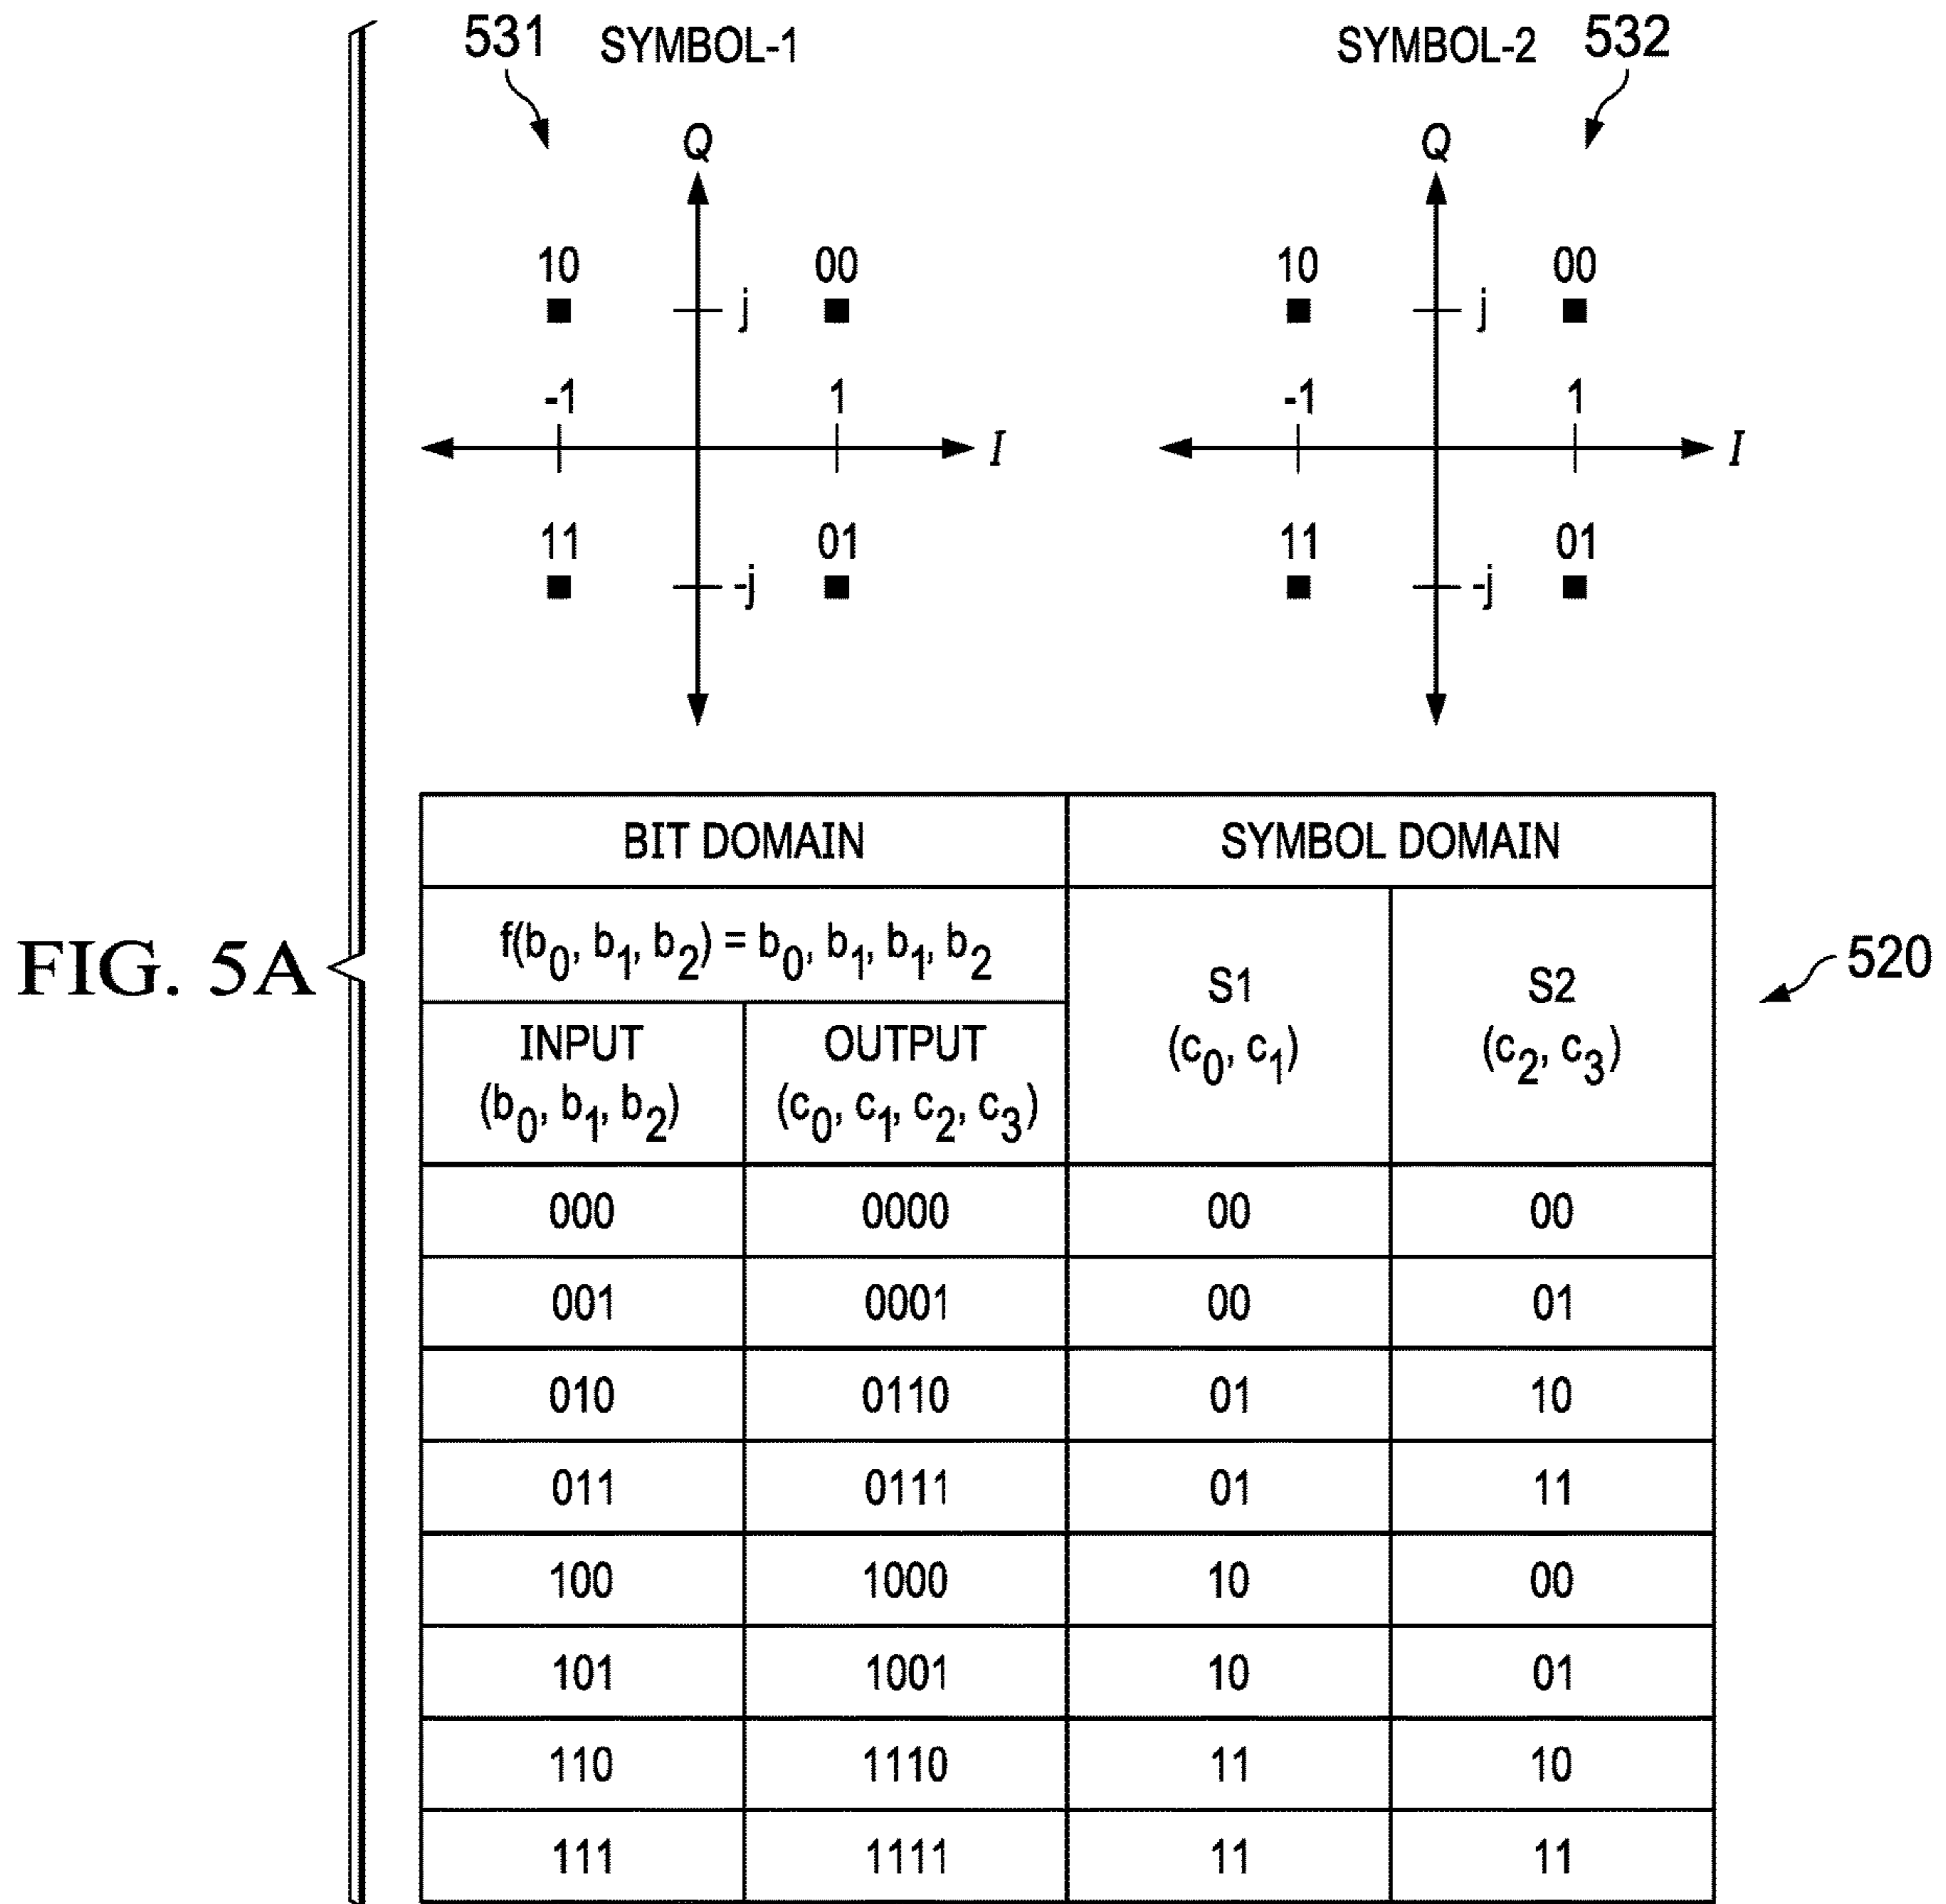 531 SYMBOL-1 SYMBOL-2 532
Q Q
10 00 10 00
j j
-1 1 -1 1
I I
11 01 11 01
-j -j
BIT DOMAIN SYMBOL DOMAIN
f(b0, b1, b2) = b0, b1, b1, b2
FIG. 5A
520
S1 S2
(c0, c1) (c2, c3)
INPUT OUTPUT
(b0, b1, b2) (c0, c1, c2, c3)
000 0000 00 00
001 0001 00 01
010 0110 01 10
011 0111 01 11
100 1000 10 00
101 1001 10 01
110 1110 11 10
111 1111 11 11